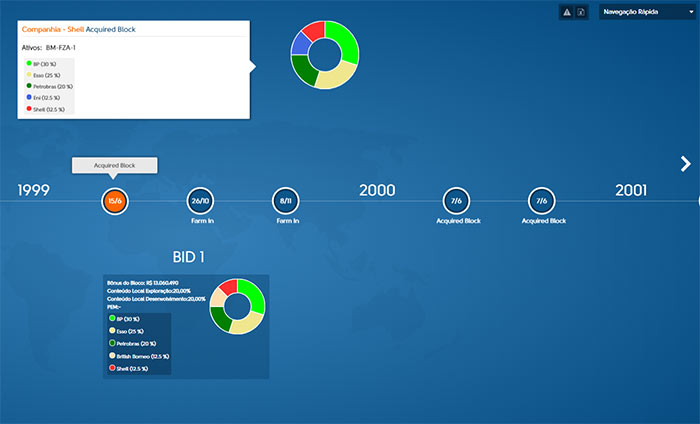 Navegação Rápida
Companhia - Shell Acquired Block
Ativos: BM-FZA-1
BP (30 %)
Esso (25 %)
Petrobras (20 %)
Eni (12.5 %)
Shell (12.5 %)
Acquired Block
1999
15/6
26/10
Farm In
8/11
Farm In
2000
7/6
Acquired Block
7/6
Acquired Block
2001
BID 1
Bônus do Bloco: R$ 13.060.490
Conteúdo Local Exploração:20,00%
Conteúdo Local Desenvolvimento:20,00%
PEM:-
BP (30 %)
Esso (25 %)
Petrobras (20 %)
British Borneo (12.5 %)
Shell (12.5 %)